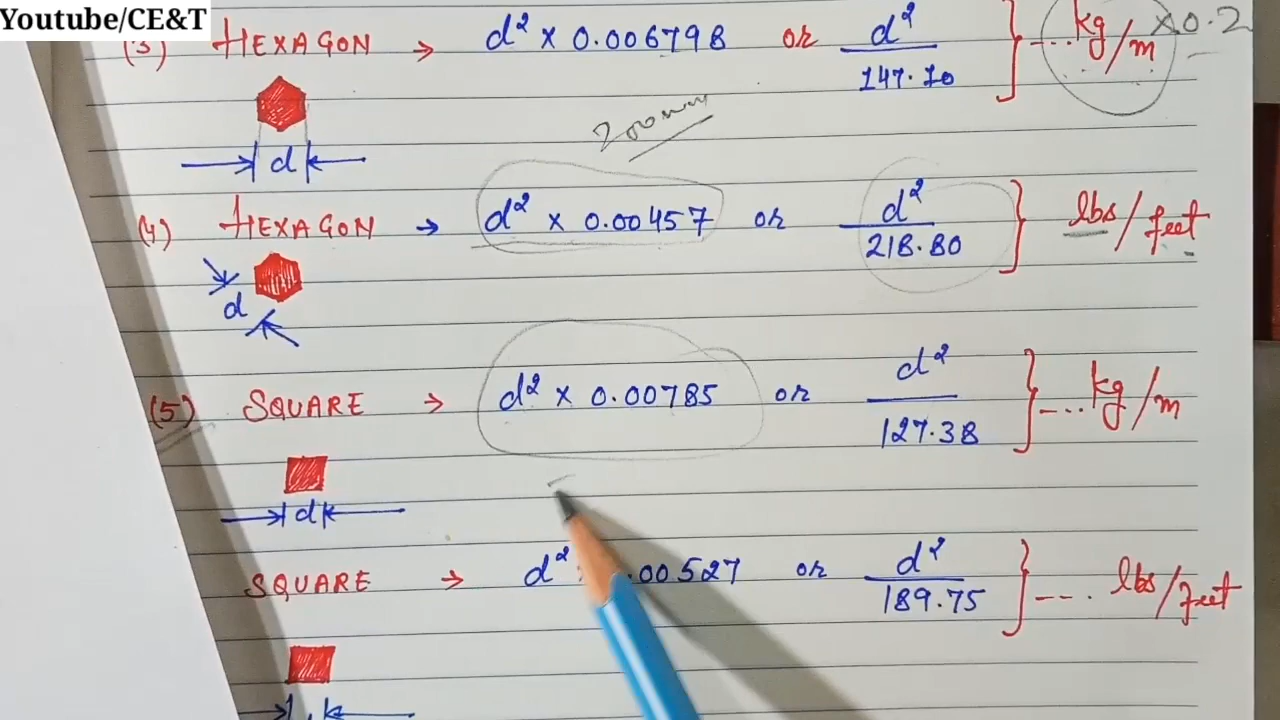 Youtube/CE&T
(3) HEXAGON → d² × 0.006798 or d²/147.10 } ...kg/m × 0.2
d
200mm
(4) HEXAGON → d² × 0.00457 or d²/218.80 } lbs/feet
d
(5) SQUARE → d² × 0.00785 or d²/127.38 } ....kg/m
d
SQUARE → d² .00527 or d²/189.75 } ---. lbs/feet